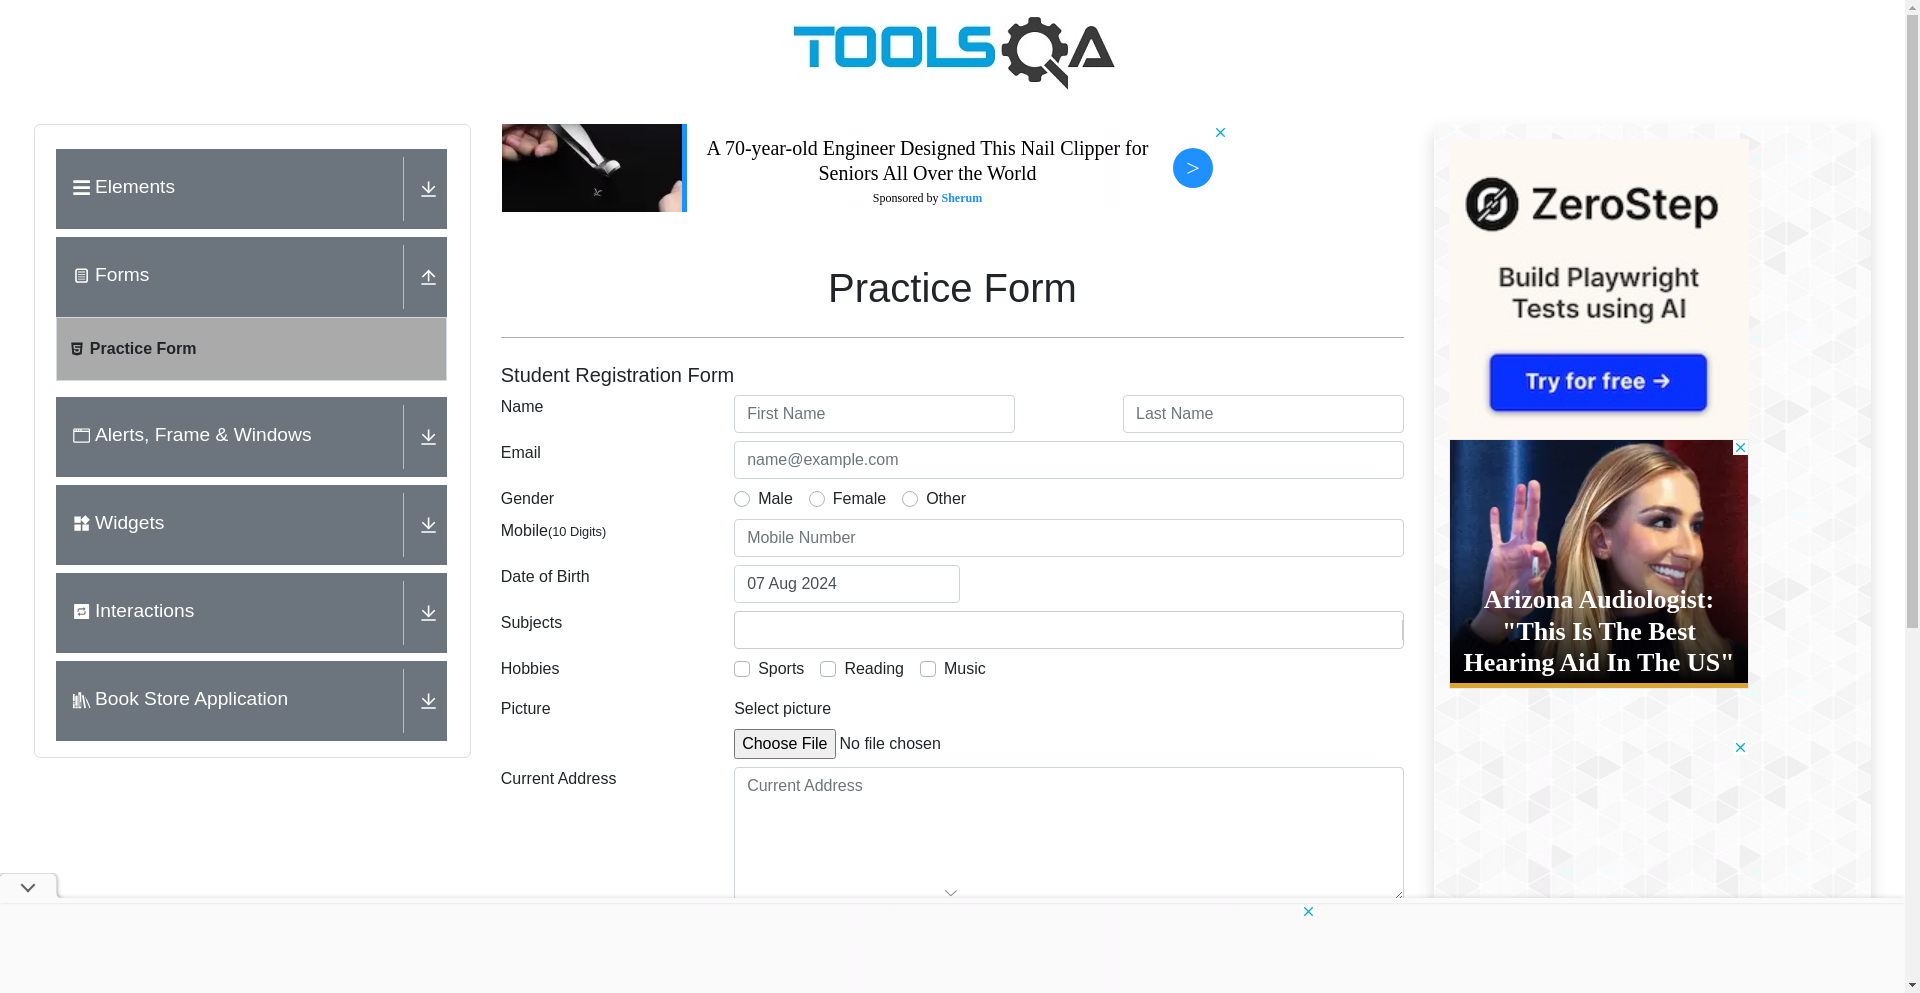 TOOLSQA
Elements
Forms
Practice Form
Alerts, Frame & Windows
Widgets
Interactions
Book Store Application
A 70-year-old Engineer Designed This Nail Clipper for
Seniors All Over the World
Sponsored by Sherum
>
Practice Form
Student Registration Form
Name
First Name
Last Name
Email
name@example.com
Gender
Male
Female
Other
Mobile(10 Digits)
Mobile Number
Date of Birth
07 Aug 2024
Subjects
Hobbies
Sports
Reading
Music
Picture
Select picture
Choose File No file chosen
Current Address
Current Address
ZeroStep
Build Playwright
Tests using AI
Try for free →
Arizona Audiologist:
"This Is The Best
Hearing Aid In The US"